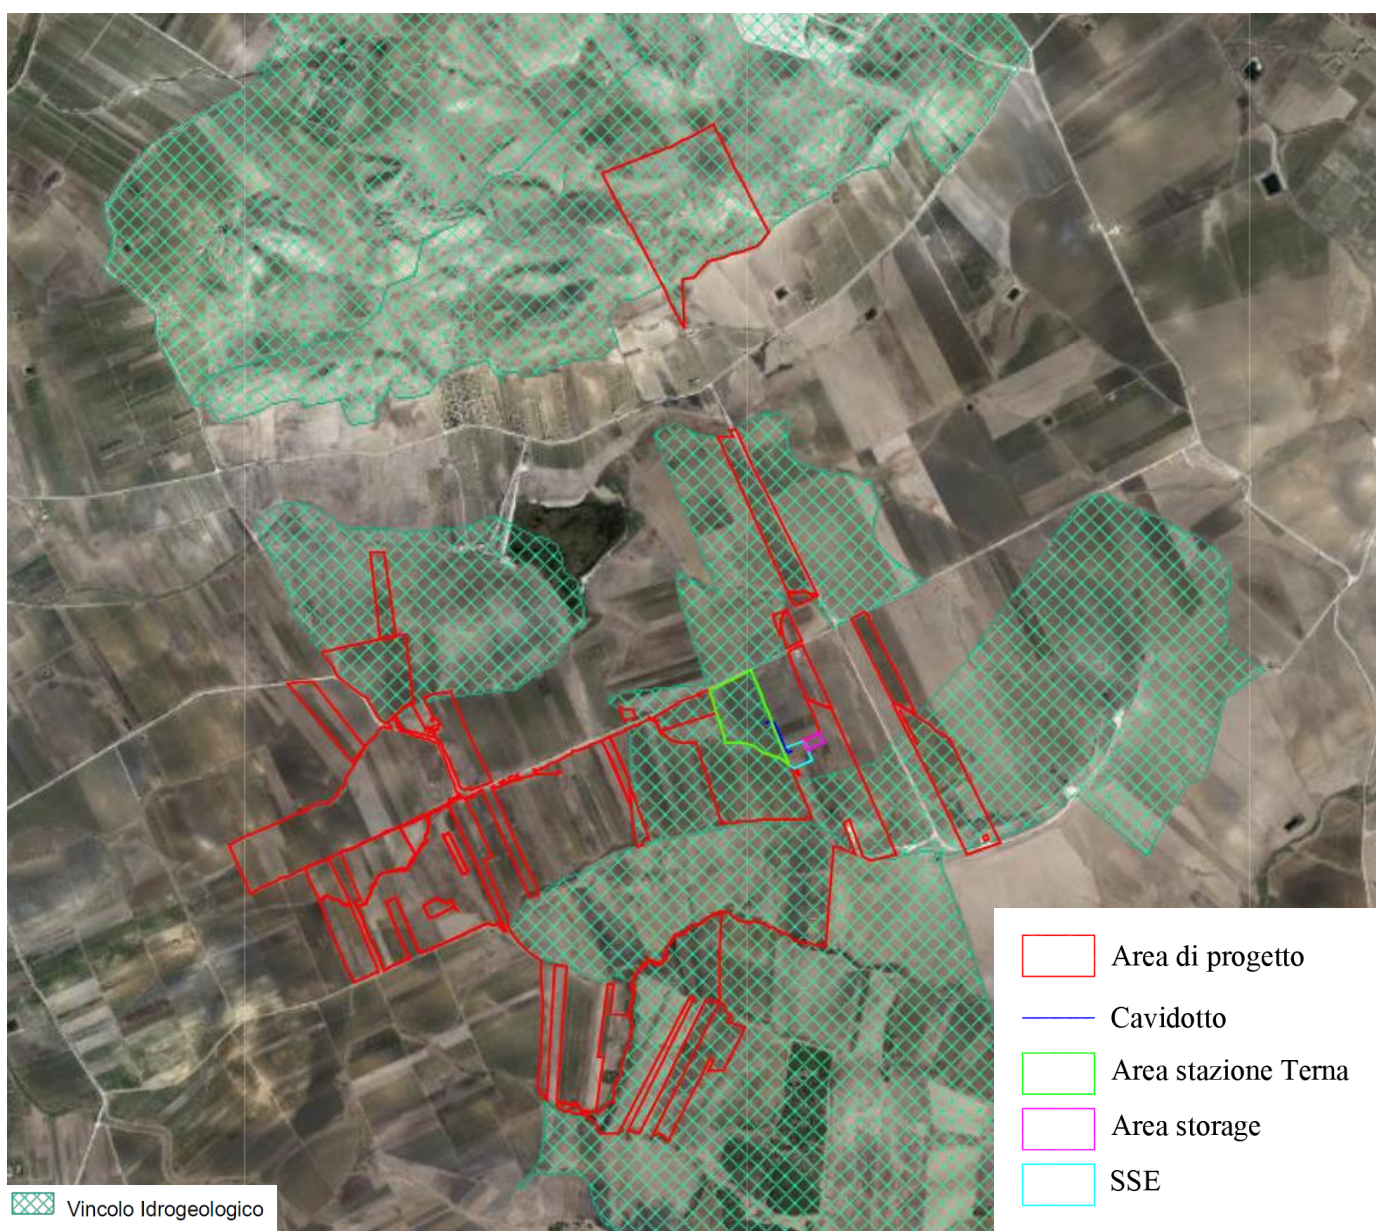 Area di progetto
Cavidotto
Area stazione Terna
Area storage
SSE
Vincolo Idrogeologico